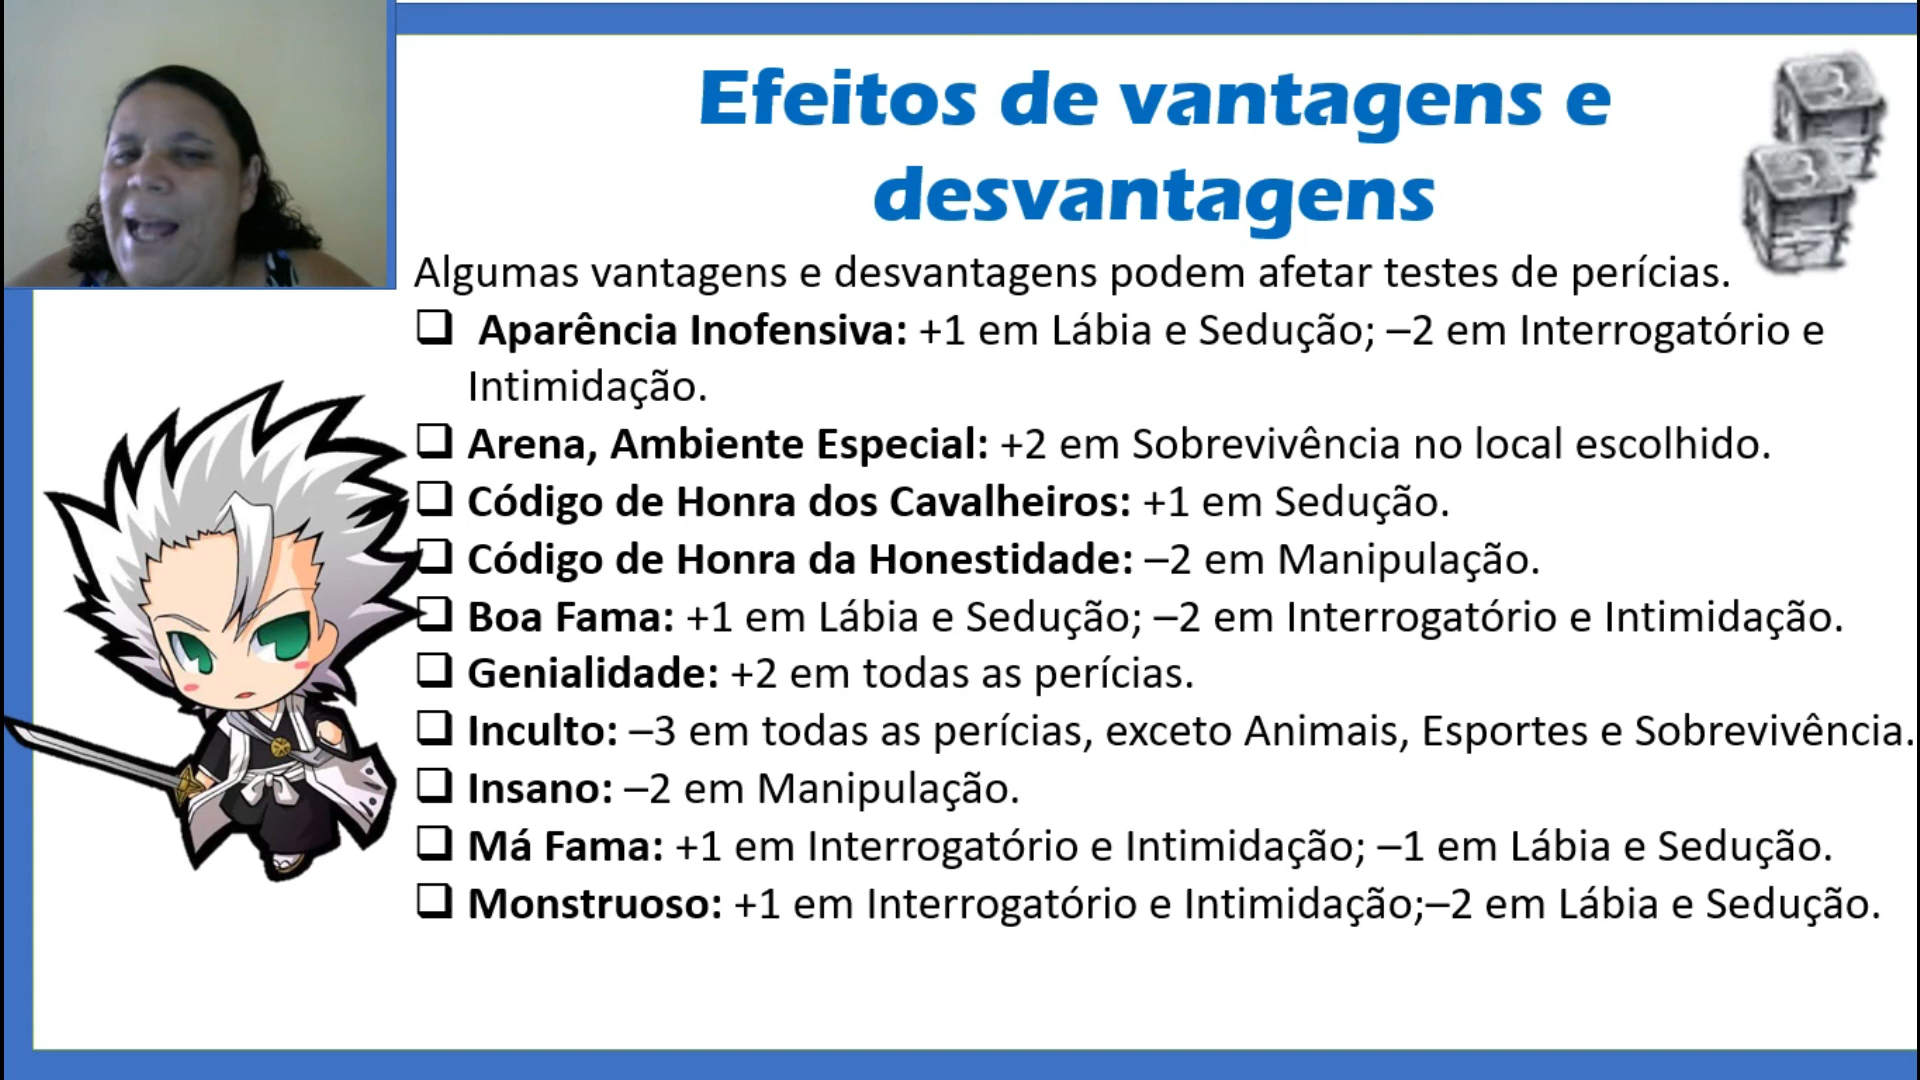 Efeitos de vantagens e
desvantagens
Algumas vantagens e desvantagens podem afetar testes de perícias.
❑ Aparência Inofensiva: +1 em Lábia e Sedução; –2 em Interrogatório e
Intimidação.
❑ Arena, Ambiente Especial: +2 em Sobrevivência no local escolhido.
❑ Código de Honra dos Cavalheiros: +1 em Sedução.
❑ Código de Honra da Honestidade: –2 em Manipulação.
❑ Boa Fama: +1 em Lábia e Sedução; –2 em Interrogatório e Intimidação.
❑ Genialidade: +2 em todas as perícias.
❑ Inculto: –3 em todas as perícias, exceto Animais, Esportes e Sobrevivência.
❑ Insano: –2 em Manipulação.
❑ Má Fama: +1 em Interrogatório e Intimidação; –1 em Lábia e Sedução.
❑ Monstruoso: +1 em Interrogatório e Intimidação;–2 em Lábia e Sedução.